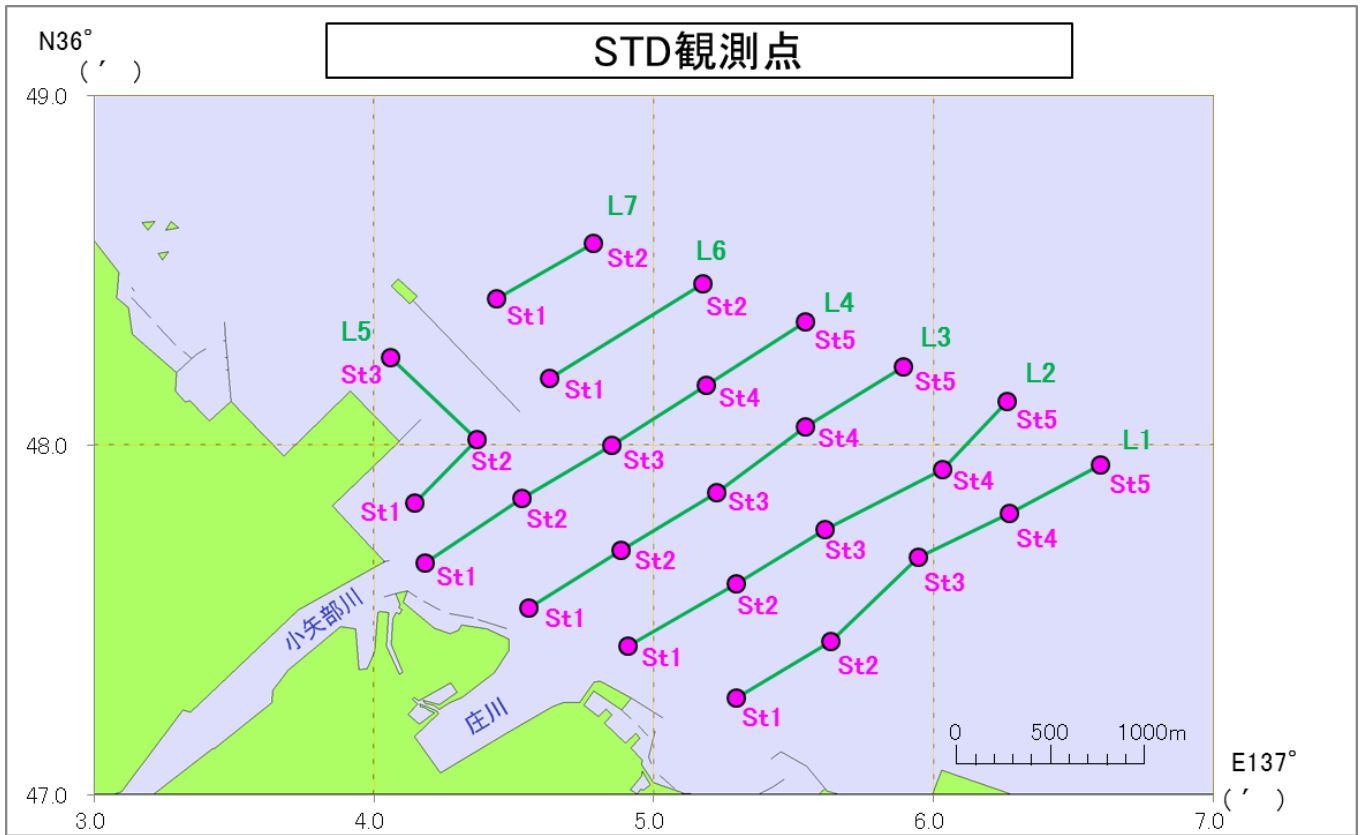 STD観測点
N36°
(′ )
49.0
L7
St2
L6
St1
St2
L4
L5
St5
L3
St3
St1
St5
L2
St4
St5
48.0
St4
L1
St2
St3
St4
St5
St1
St2
St3
St3
St4
St1
St2
St3
小矢部川
St1
St2
St1
St2
庄川
St1
0 500 1000m
E137°
(′ )
47.0
3.0 4.0 5.0 6.0 7.0